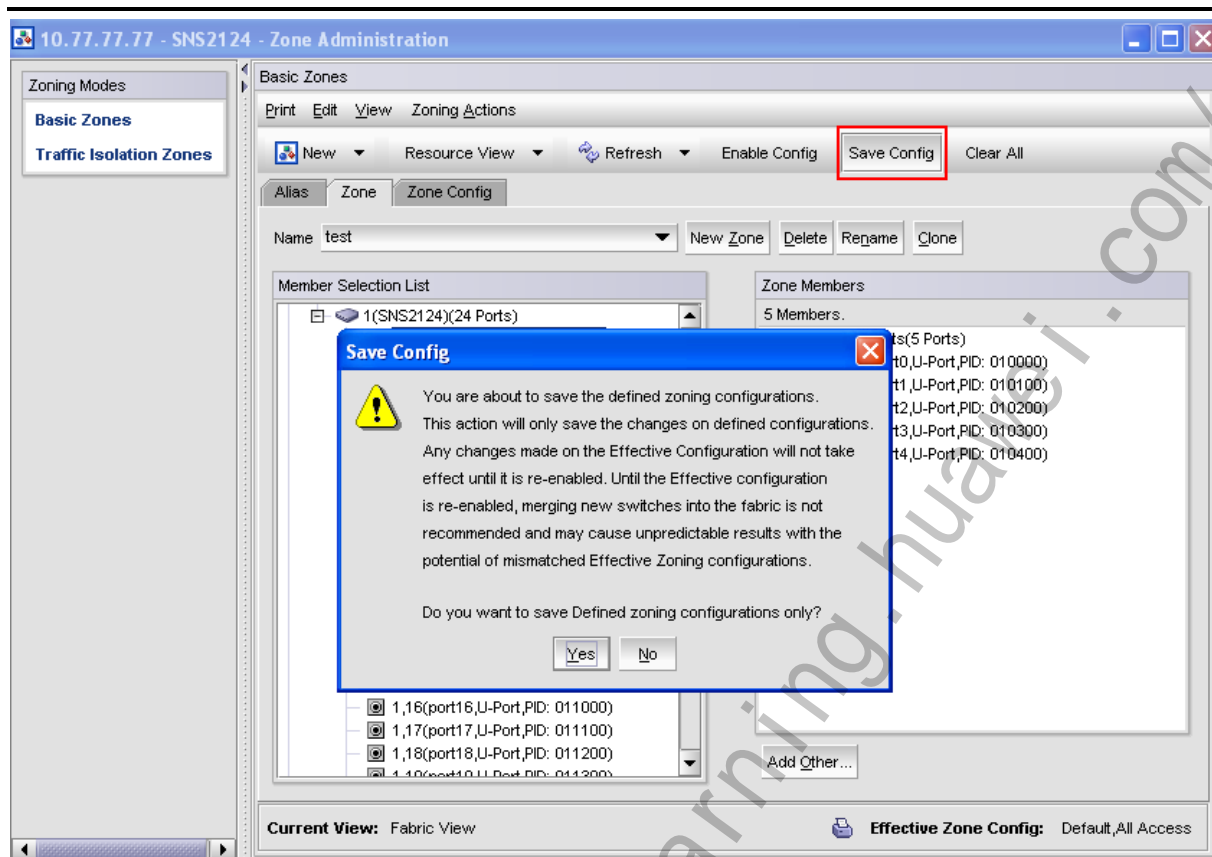 10.77.77.77 - SNS2124 - Zone Administration
Zoning Modes
Basic Zones
Traffic Isolation Zones
Basic Zones
Print Edit View Zoning Actions
New Resource View Refresh Enable Config Save Config Clear All
Alias Zone Zone Config
Name test New Zone Delete Rename Clone
Member Selection List
1(SNS2124)(24 Ports)
Zone Members
5 Members.
ts(5 Ports)
t0,U-Port,PID: 010000)
t1,U-Port,PID: 010100)
t2,U-Port,PID: 010200)
t3,U-Port,PID: 010300)
t4,U-Port,PID: 010400)
Save Config
You are about to save the defined zoning configurations.
This action will only save the changes on defined configurations.
Any changes made on the Effective Configuration will not take
effect until it is re-enabled. Until the Effective configuration
is re-enabled, merging new switches into the fabric is not
recommended and may cause unpredictable results with the
potential of mismatched Effective Zoning configurations.
Do you want to save Defined zoning configurations only?
Yes No
1,16(port16,U-Port,PID: 011000)
1,17(port17,U-Port,PID: 011100)
1,18(port18,U-Port,PID: 011200)
1,19(port19,U-Port,PID: 011300)
Add Other...
Current View: Fabric View
Effective Zone Config: Default,All Access
arning.huawei.com/